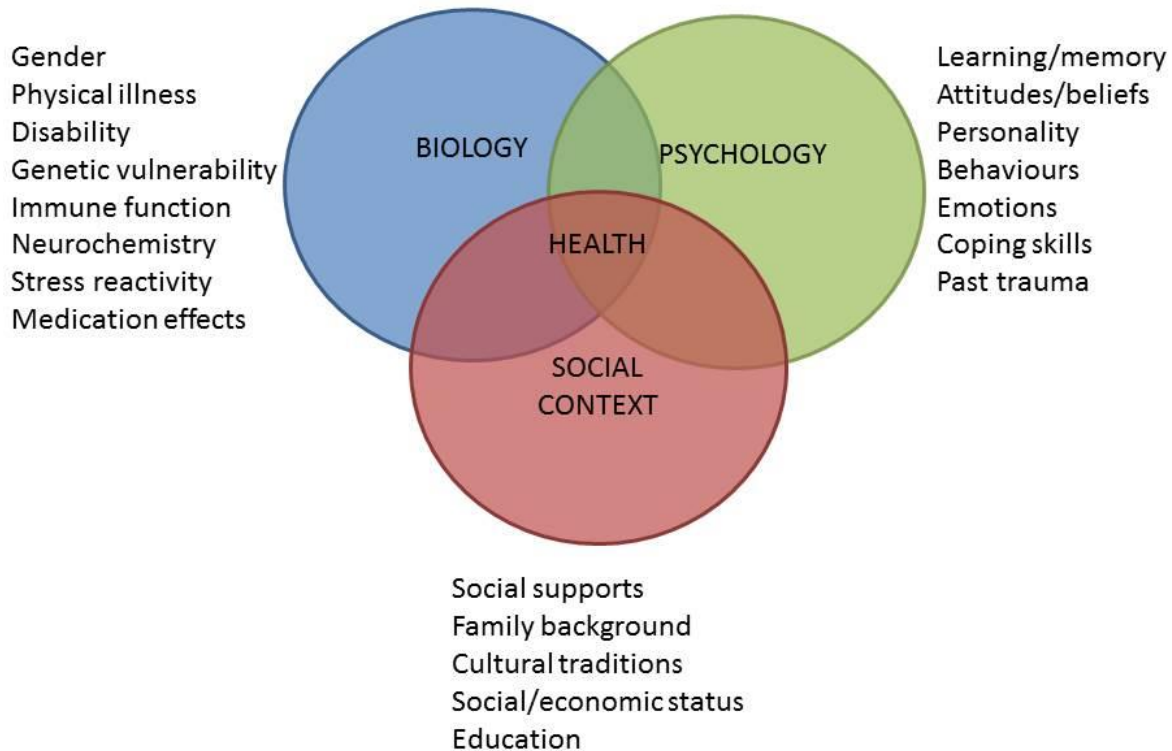 Gender
Physical illness
Disability
Genetic vulnerability
Immune function
Neurochemistry
Stress reactivity
Medication effects
BIOLOGY
PSYCHOLOGY
HEALTH
SOCIAL
CONTEXT
Learning/memory
Attitudes/beliefs
Personality
Behaviours
Emotions
Coping skills
Past trauma
Social supports
Family background
Cultural traditions
Social/economic status
Education